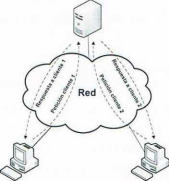 Respuesta a cliente 1
Petición cliente 1
Petición cliente 2
Respuesta a cliente 2
Red